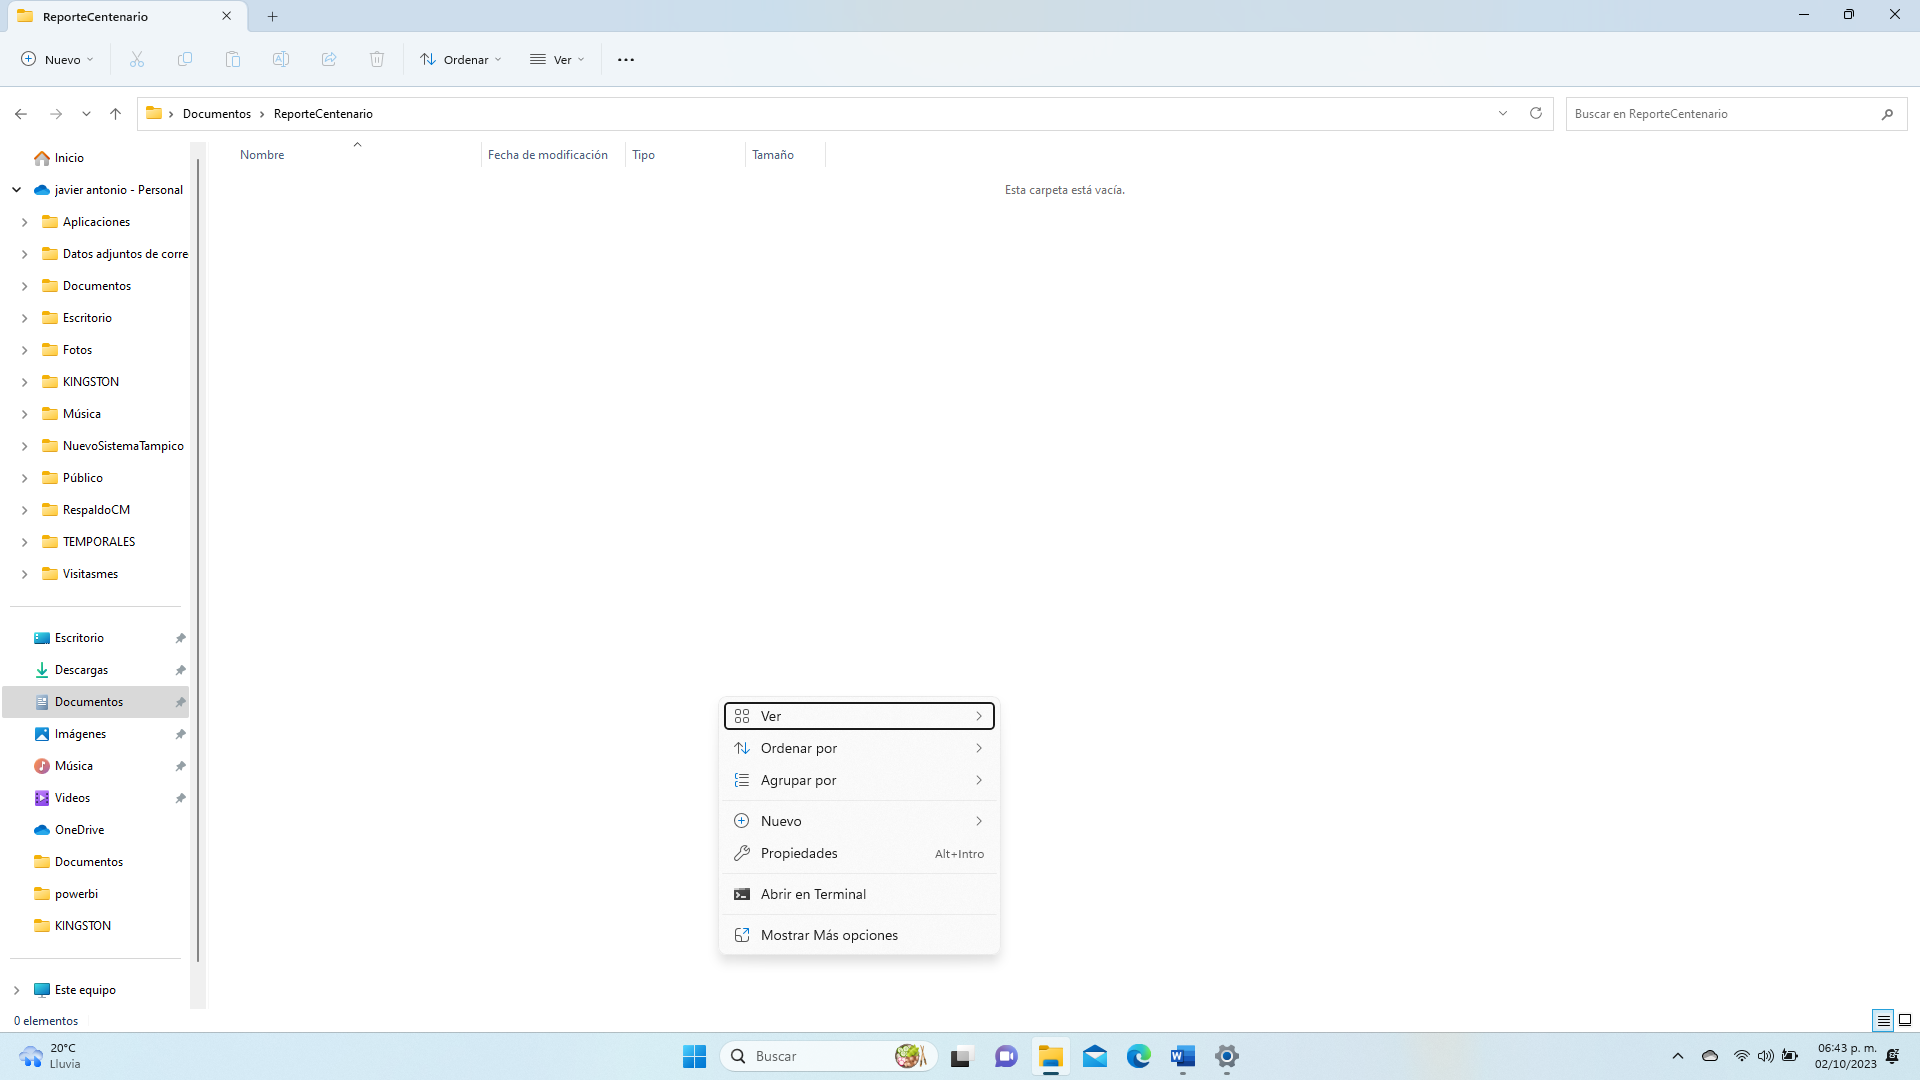 ReporteCentenario
Nuevo
Ordenar
Ver
Documentos
ReporteCentenario
Buscar en ReporteCentenario
Nombre
Fecha de modificación
Tipo
Tamaño
Esta carpeta está vacía.
Inicio
javier antonio - Personal
Aplicaciones
Datos adjuntos de corre
Documentos
Escritorio
Fotos
KINGSTON
Música
NuevoSistemaTampico
Público
RespaldoCM
TEMPORALES
Visitasmes
Escritorio
Descargas
Documentos
Imágenes
Música
Videos
OneDrive
Documentos
powerbi
KINGSTON
Este equipo
Ver
Ordenar por
Agrupar por
Nuevo
Propiedades Alt+Intro
Abrir en Terminal
Mostrar Más opciones
0 elementos
20°C
Lluvia
Buscar
06:43 p. m.
02/10/2023